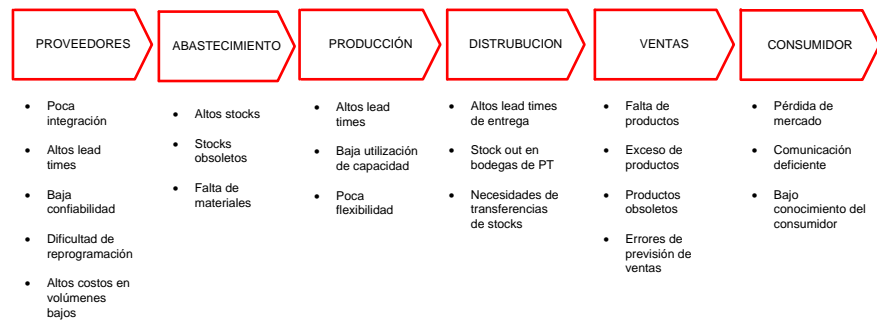 PROVEEDORES
ABASTECIMIENTO
PRODUCCIÓN
DISTRUBUCION
VENTAS
CONSUMIDOR
• Poca
integración
• Altos lead
times
• Baja
confiabilidad
• Dificultad de
reprogramación
• Altos costos en
volúmenes
bajos
• Altos stocks
• Stocks
obsoletos
• Falta de
materiales
• Altos lead
times
• Baja utilización
de capacidad
• Poca
flexibilidad
• Altos lead times
de entrega
• Stock out en
bodegas de PT
• Necesidades de
transferencias
de stocks
• Falta de
productos
• Exceso de
productos
• Productos
obsoletos
• Errores de
previsión de
ventas
• Pérdida de
mercado
• Comunicación
deficiente
• Bajo
conocimiento del
consumidor